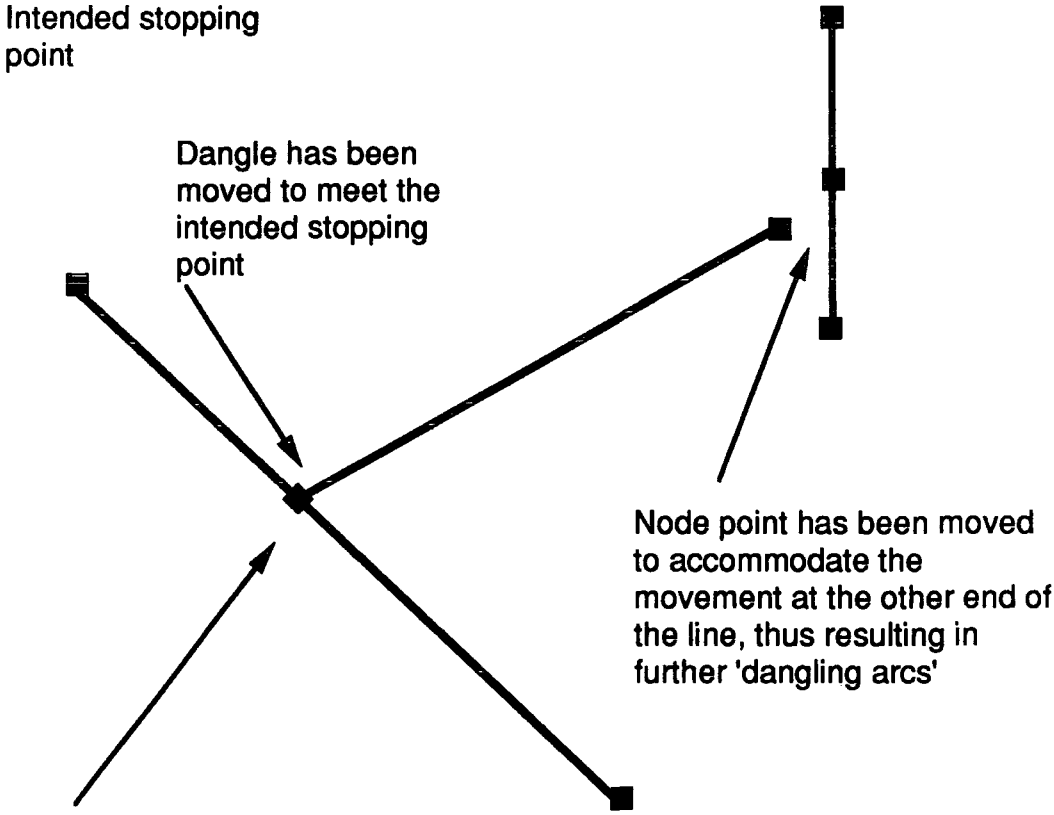 Intended stopping
point
Dangle has been
moved to meet the
intended stopping
point
Node point has been moved
to accommodate the
movement at the other end of
the line, thus resulting in
further 'dangling arcs'